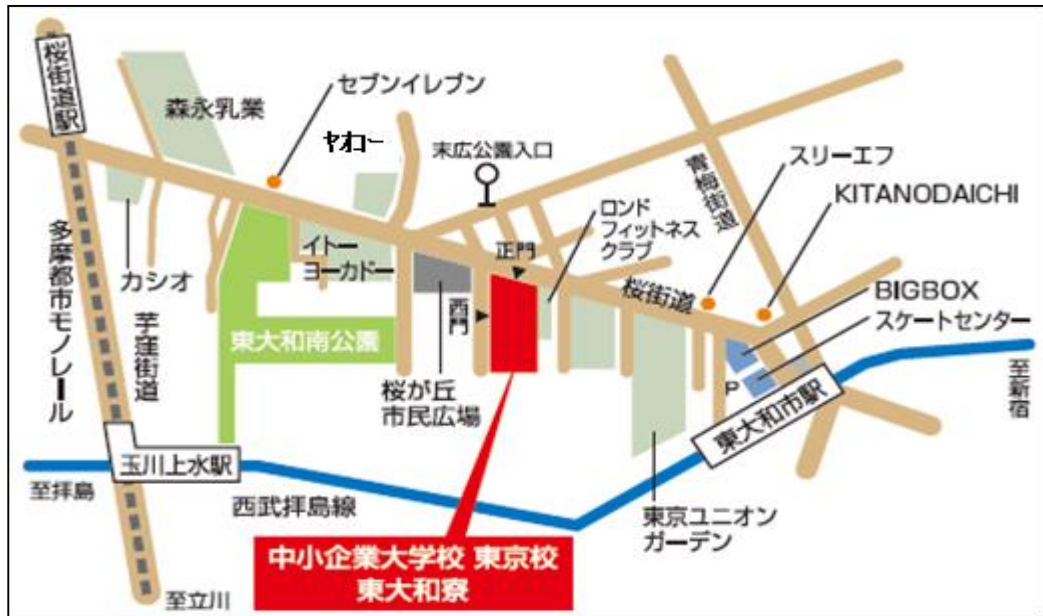 桜街道駅
森永乳業
セブンイレブン
ヤオコー
末広公園入口
青梅街道
スリーエフ
KITANODAICHI
ロンド
フィットネス
クラブ
正門
カシオ
イトー
ヨーカドー
桜街道
BIGBOX
スケートセンター
多摩都市モノレール
芋窪街道
東大和南公園
西門
桜が丘
市民広場
P
東大和市駅
至新宿
玉川上水駅
至拝島
西武拝島線
東京ユニオン
ガーデン
中小企業大学校 東京校
東大和寮
至立川